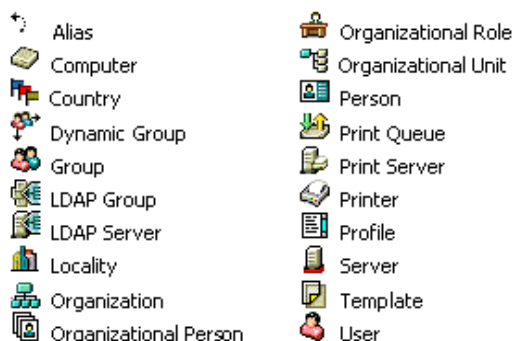 Alias
Computer
Country
Dynamic Group
Group
LDAP Group
LDAP Server
Locality
Organization
Organizational Person
Organizational Role
Organizational Unit
Person
Print Queue
Print Server
Printer
Profile
Server
Template
User